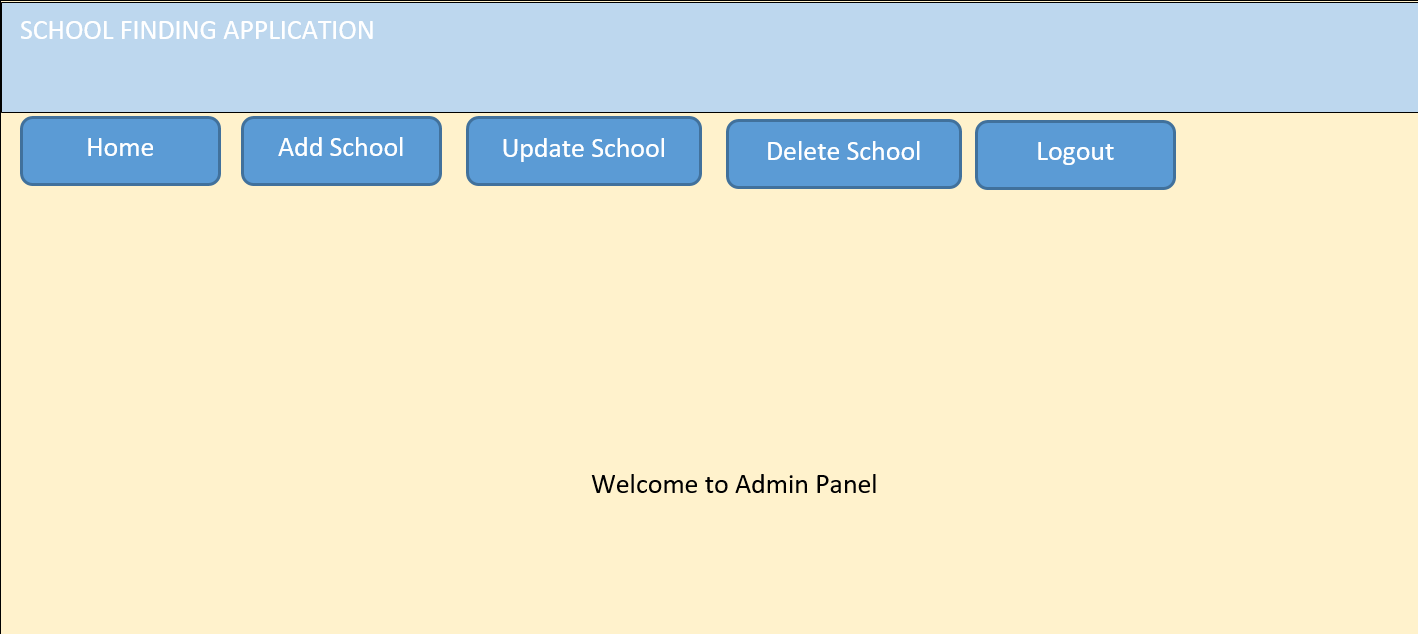 SCHOOL FINDING APPLICATION
Home
Add School
Update School
Delete School
Logout
Welcome to Admin Panel